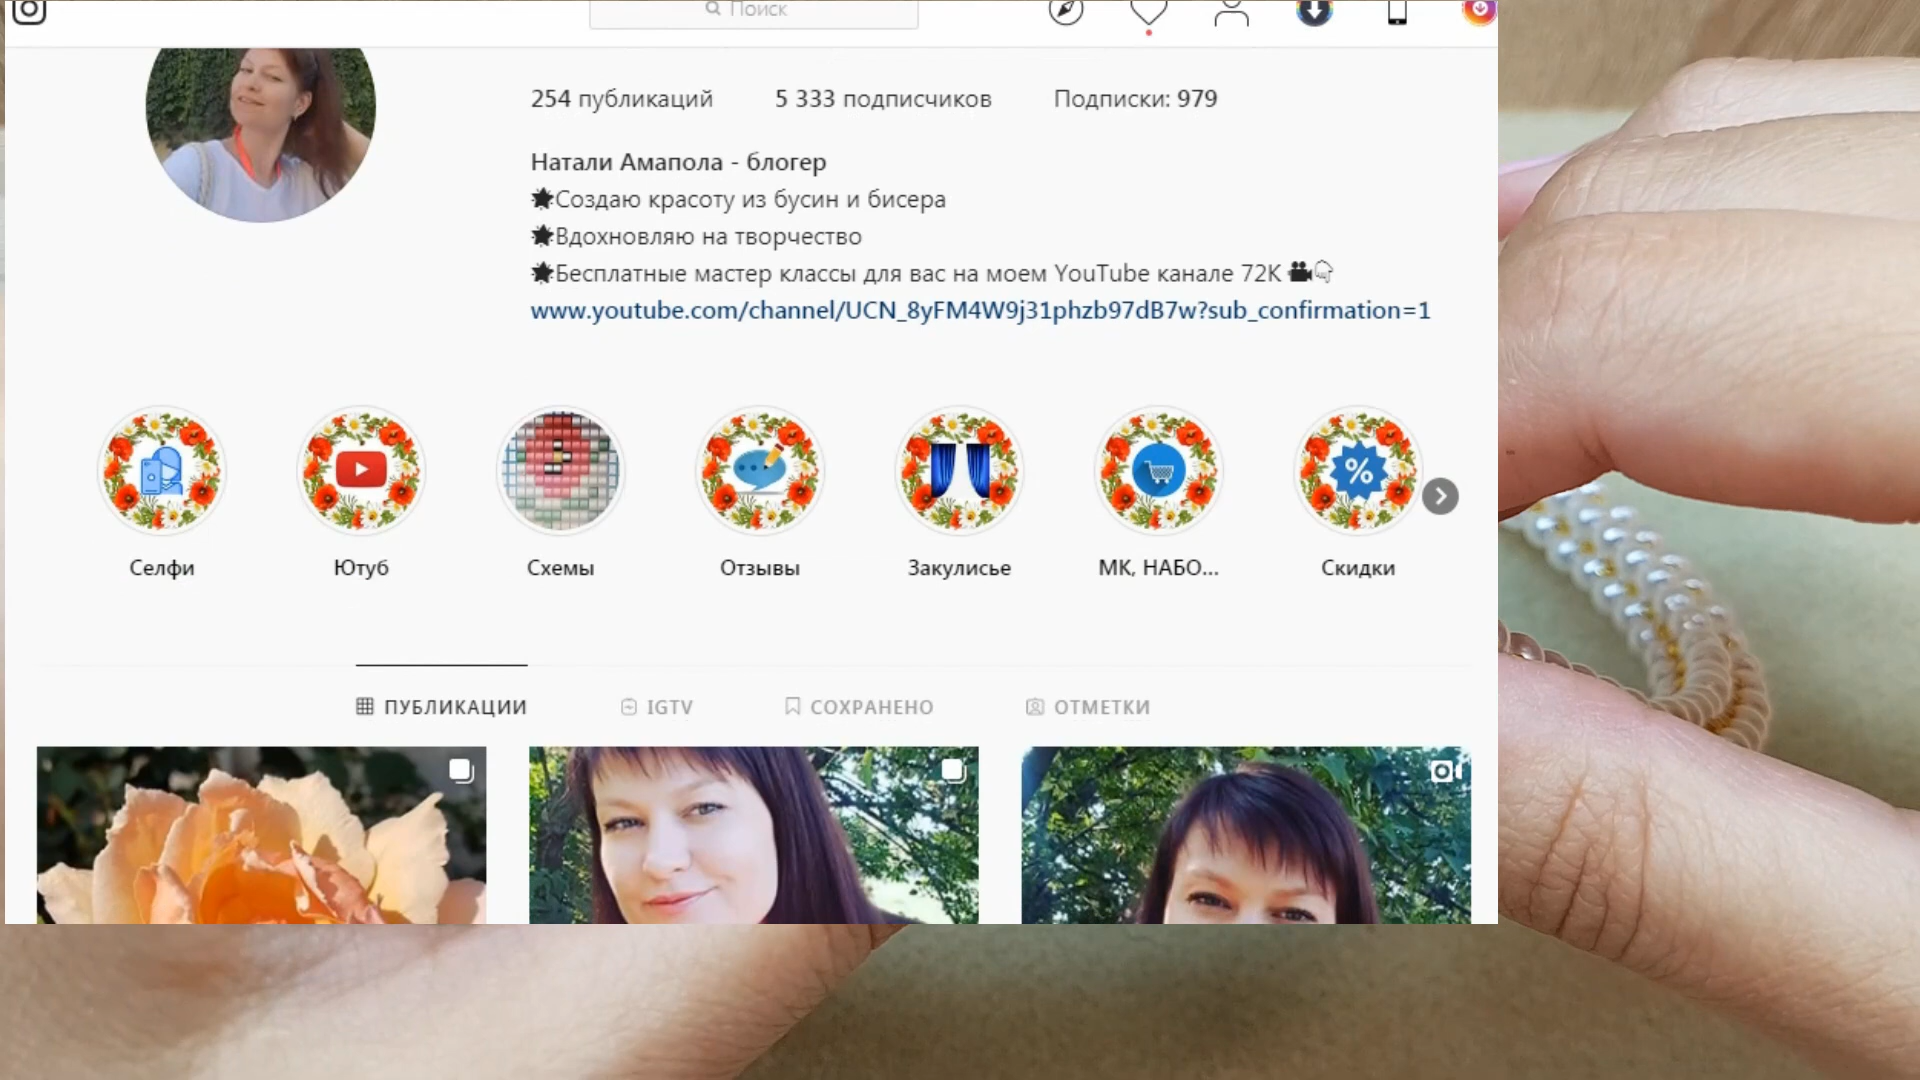 Поиск
254 публикаций 5 333 подписчиков Подписки: 979
Натали Амапола - блогер
Создаю красоту из бусин и бисера
Вдохновляю на творчество
Бесплатные мастер классы для вас на моем YouTube канале 72К
www.youtube.com/channel/UCN_8yFM4W9j31phzb97dB7w?sub_confirmation=1
%
Селфи Ютуб Схемы Отзывы Закулисье МК, НАБО... Скидки
ПУБЛИКАЦИИ IGTV СОХРАНЕНО ОТМЕТКИ